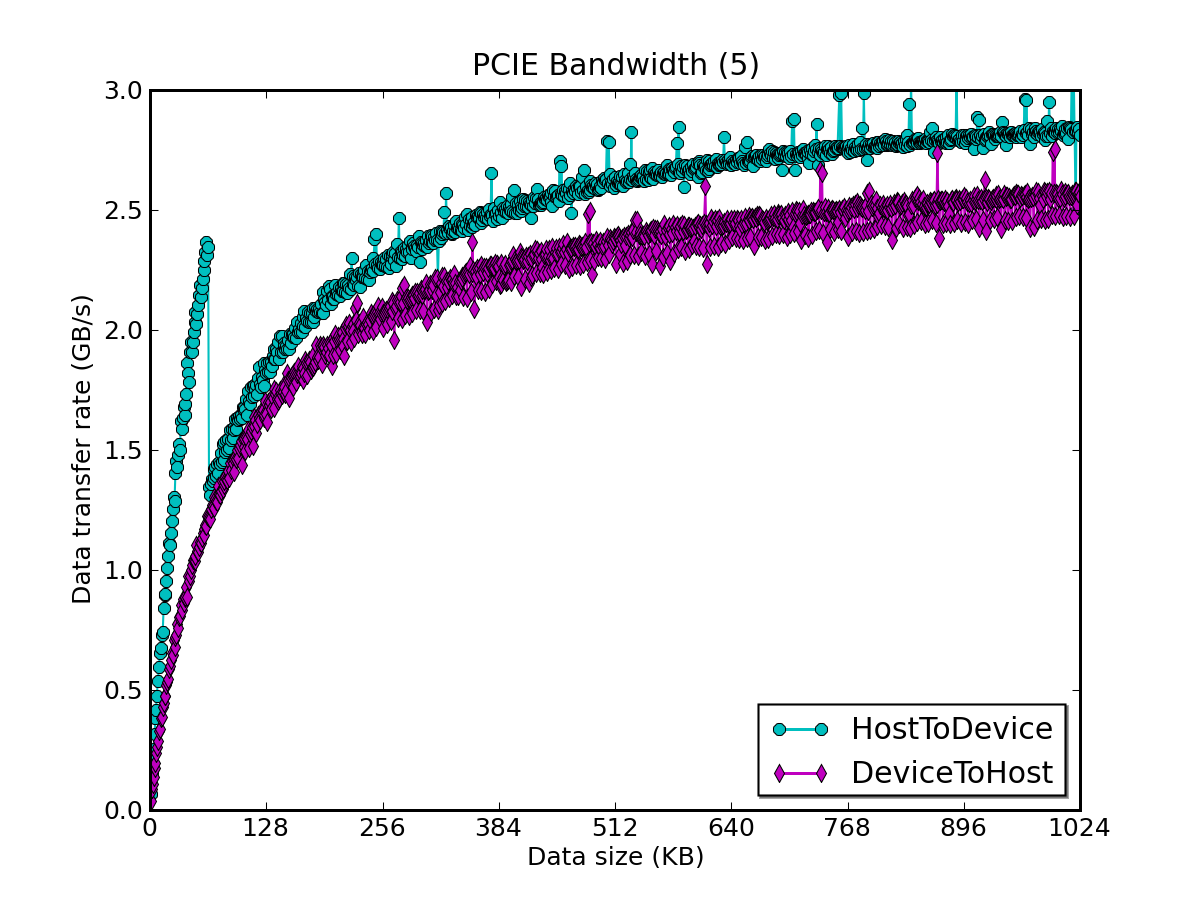 PCIE Bandwidth (5)
Data transfer rate (GB/s)
3.0
2.5
2.0
1.5
1.0
0.5
0.0
0 128 256 384 512 640 768 896 1024
Data size (KB)
HostToDevice
DeviceToHost